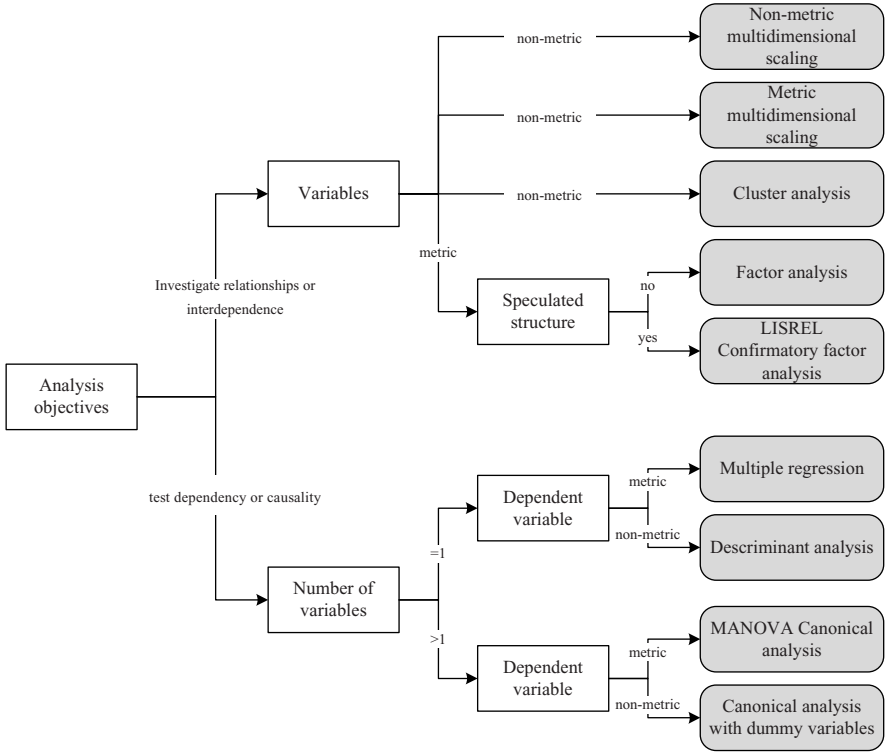 Non-metric
multidimensional
scaling
non-metric
Metric
multidimensional
scaling
non-metric
Variables
non-metric
Cluster analysis
metric
Factor analysis
no
Speculated
structure
yes
LISREL
Confirmatory factor
analysis
Investigate relationships or
interdependence
Analysis
objectives
test dependency or causality
Multiple regression
metric
Dependent
variable
non-metric
Descriminant analysis
=1
Number of
variables
>1
MANOVA Canonical
analysis
metric
Dependent
variable
non-metric
Canonical analysis
with dummy variables